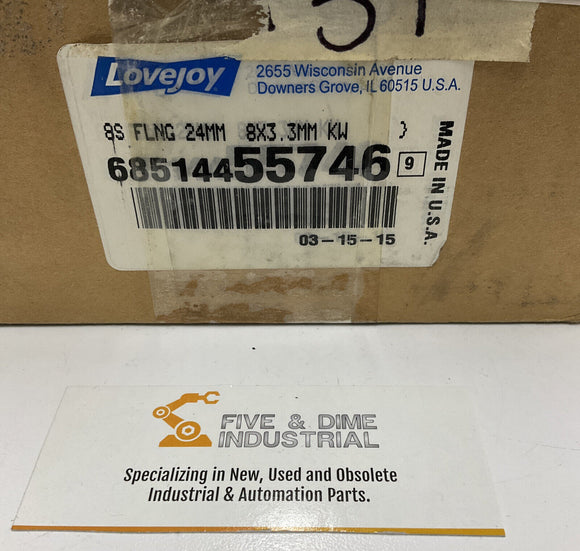 Lovejoy
2655 Wisconsin Avenue
Downers Grove, IL 60515 U.S.A.
8S FLNG 24MM 8X3.3MM KW
68514455746 9
03-15-15
MADE IN U.S.A.
FIVE & DIME
INDUSTRIAL
Specializing in New, Used and Obsolete
Industrial & Automation Parts.